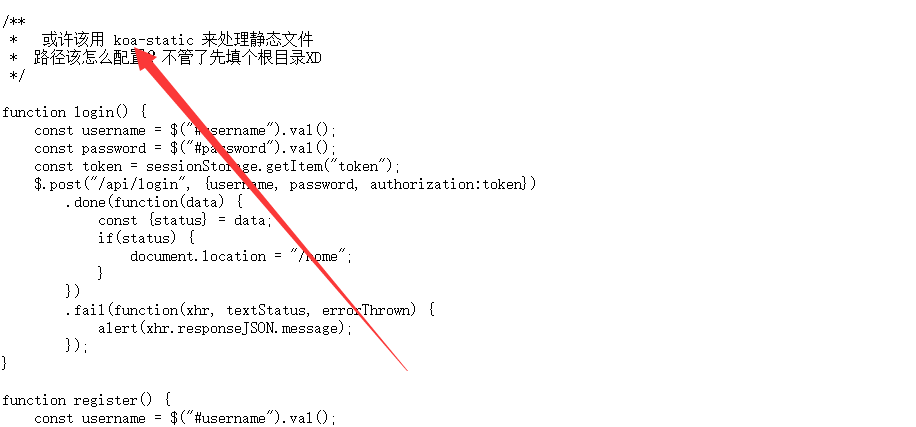 /**
 *  或许该用 koa-static 来处理静态文件
 *  路径该怎么配置？不管了先填个根目录XD
 */
function login() {
    const username = $("#username").val();
    const password = $("#password").val();
    const token = sessionStorage.getItem("token");
    $.post("/api/login", {username, password, authorization:token})
        .done(function(data) {
            const {status} = data;
            if(status) {
                document.location = "/home";
            }
        })
        .fail(function(xhr, textStatus, errorThrown) {
            alert(xhr.responseJSON.message);
        });
}
function register() {
    const username = $("#username").val();